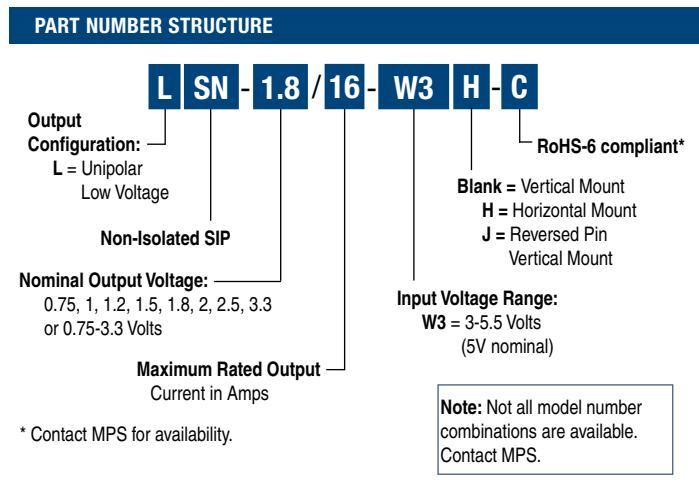 PART NUMBER STRUCTURE
L SN - 1.8 / 16 - W3 H - C
Output
Configuration:
L = Unipolar
Low Voltage
Non-Isolated SIP
Nominal Output Voltage:
0.75, 1, 1.2, 1.5, 1.8, 2, 2.5, 3.3
or 0.75-3.3 Volts
Maximum Rated Output
Current in Amps
RoHS-6 compliant*
Blank = Vertical Mount
H = Horizontal Mount
J = Reversed Pin
Vertical Mount
Input Voltage Range:
W3 = 3-5.5 Volts
(5V nominal)
* Contact MPS for availability.
Note: Not all model number
combinations are available.
Contact MPS.